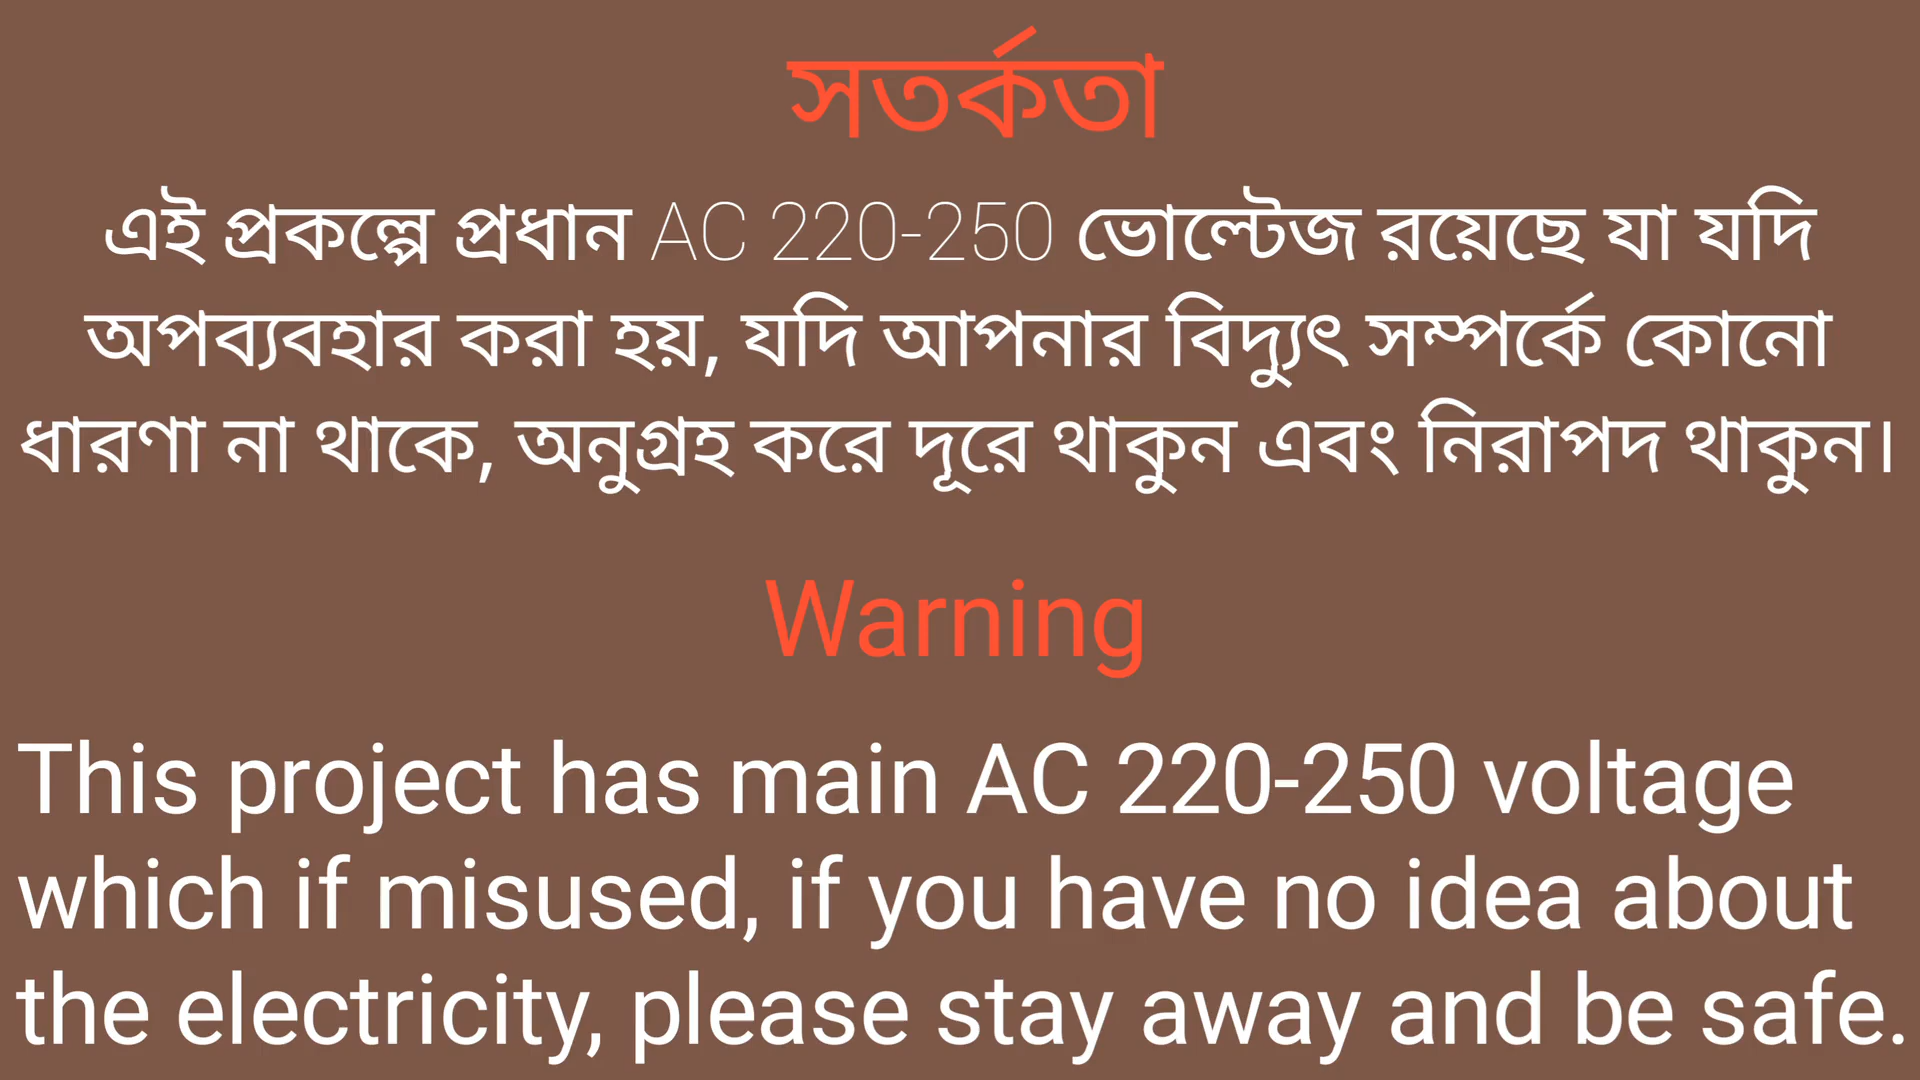 সতর্কতা
এই প্রকল্পে প্রধান AC 220-250 ভোল্টেজ রয়েছে যা যদি
অপব্যবহার করা হয়, যদি আপনার বিদ্যুৎ সম্পর্কে কোনো
ধারণা না থাকে, অনুগ্রহ করে দূরে থাকুন এবং নিরাপদ থাকুন।
Warning
This project has main AC 220-250 voltage
which if misused, if you have no idea about
the electricity, please stay away and be safe.